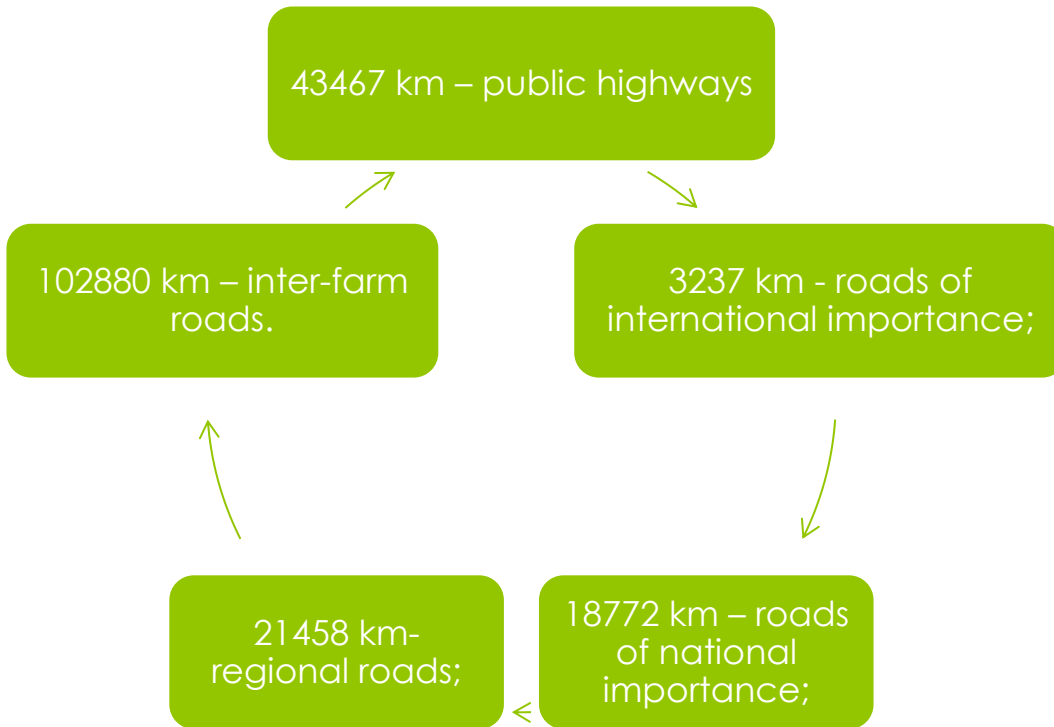 43467 km – public highways
3237 km - roads of
international importance;
18772 km – roads
of national
importance;
21458 km-
regional roads;
102880 km – inter-farm
roads.